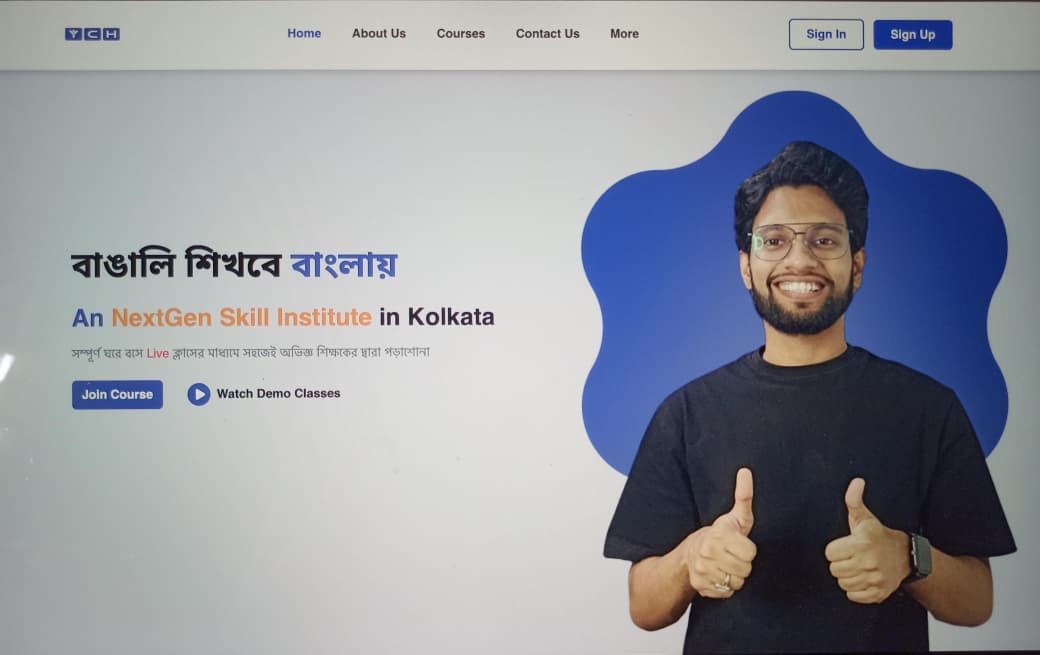 YCH
Home About Us Courses Contact Us More Sign In Sign Up
বাঙালি শিখবে বাংলায়
An NextGen Skill Institute in Kolkata
সম্পূর্ণ ঘরে বসে Live ক্লাসের মাধ্যমে সহজেই অভিজ্ঞ শিক্ষকের দ্বারা পড়াশোনা
Join Course Watch Demo Classes